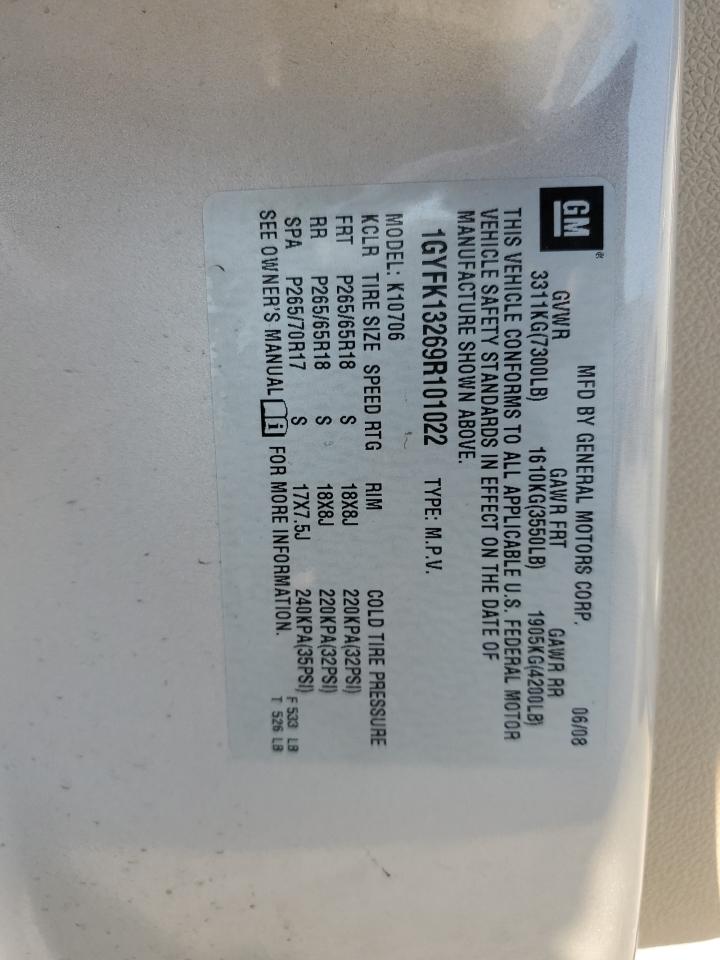 GM ®
MFD BY GENERAL MOTORS CORP. 06/08
GVWR GAWR FRT GAWR RR
3311KG(7300LB) 1610KG(3550LB) 1905KG(4200LB)
THIS VEHICLE CONFORMS TO ALL APPLICABLE U.S. FEDERAL MOTOR
VEHICLE SAFETY STANDARDS IN EFFECT ON THE DATE OF
MANUFACTURE SHOWN ABOVE.
1GYFK13269R101022 TYPE: M.P.V.
MODEL: K10706
KCLR TIRE SIZE SPEED RTG RIM COLD TIRE PRESSURE
FRT P265/65R18 S 18X8J 220KPA(32PSI)
RR P265/65R18 S 18X8J 220KPA(32PSI)
SPA P265/70R17 S 17X7.5J 240KPA(35PSI) F 533 LB
SEE OWNER'S MANUAL i FOR MORE INFORMATION. T 526 LB